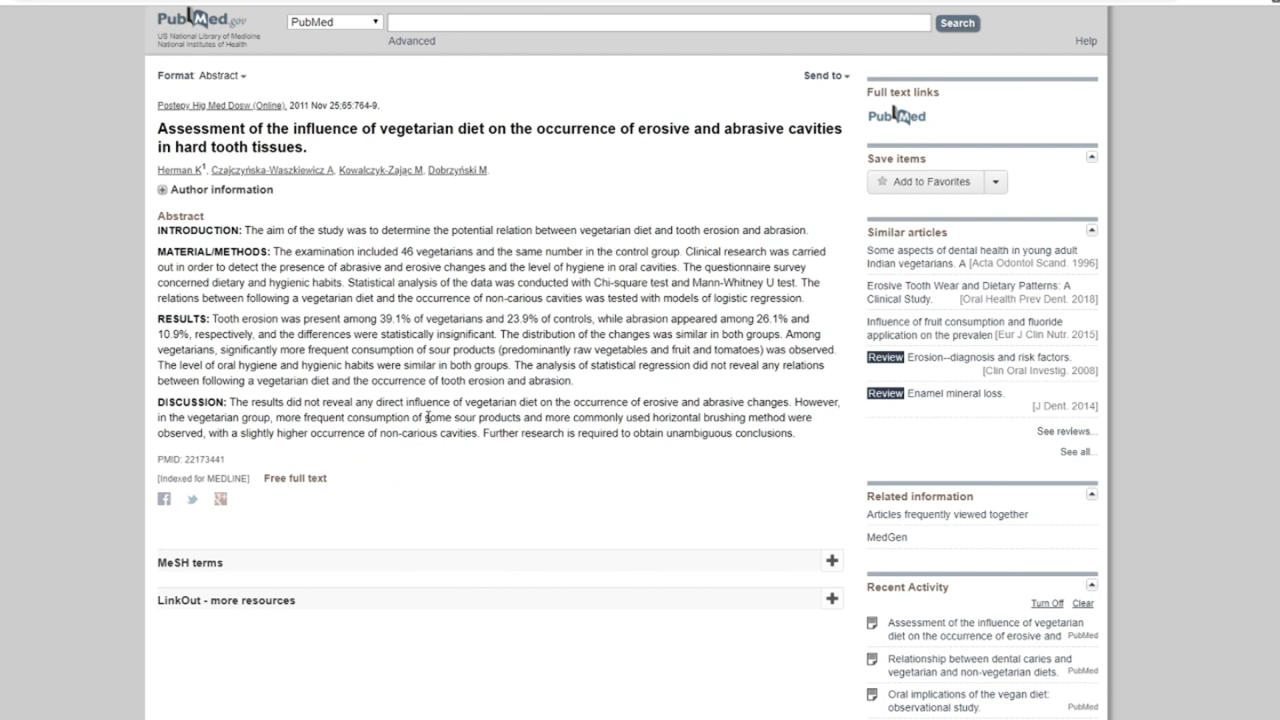 PubMed.gov
US National Library of Medicine
National Institutes of Health
PubMed
Search
Advanced
Help
Format Abstract
Send to
Postepy Hig Med Dosw (Online). 2011 Nov 25;65:764-9.
Assessment of the influence of vegetarian diet on the occurrence of erosive and abrasive cavities
in hard tooth tissues.
Herman K1, Czajczyńska-Waszkiewicz A, Kowalczyk-Zając M, Dobrzyński M.
Author information
Abstract
INTRODUCTION: The aim of the study was to determine the potential relation between vegetarian diet and tooth erosion and abrasion.
MATERIAL/METHODS: The examination included 46 vegetarians and the same number in the control group. Clinical research was carried
out in order to detect the presence of abrasive and erosive changes and the level of hygiene in oral cavities. The questionnaire survey
concerned dietary and hygienic habits. Statistical analysis of the data was conducted with Chi-square test and Mann-Whitney U test. The
relations between following a vegetarian diet and the occurrence of non-carious cavities was tested with models of logistic regression.
RESULTS: Tooth erosion was present among 39.1% of vegetarians and 23.9% of controls, while abrasion appeared among 26.1% and
10.9%, respectively, and the differences were statistically insignificant. The distribution of the changes was similar in both groups. Among
vegetarians, significantly more frequent consumption of sour products (predominantly raw vegetables and fruit and tomatoes) was observed.
The level of oral hygiene and hygienic habits were similar in both groups. The analysis of statistical regression did not reveal any relations
between following a vegetarian diet and the occurrence of tooth erosion and abrasion.
DISCUSSION: The results did not reveal any direct influence of vegetarian diet on the occurrence of erosive and abrasive changes. However,
in the vegetarian group, more frequent consumption of some sour products and more commonly used horizontal brushing method were
observed, with a slightly higher occurrence of non-carious cavities. Further research is required to obtain unambiguous conclusions.
PMID: 22173441
[Indexed for MEDLINE] Free full text
MeSH terms
LinkOut - more resources
Full text links
PubMed
Save items
Add to Favorites
Similar articles
Some aspects of dental health in young adult
Indian vegetarians. A [Acta Odontol Scand. 1996]
Erosive Tooth Wear and Dietary Patterns: A
Clinical Study. [Oral Health Prev Dent. 2018]
Influence of fruit consumption and fluoride
application on the prevalen [Eur J Clin Nutr. 2015]
Review Erosion--diagnosis and risk factors.
[Clin Oral Investig. 2008]
Review Enamel mineral loss.
[J Dent. 2014]
See reviews...
See all...
Related information
Articles frequently viewed together
MedGen
Recent Activity
Turn Off Clear
Assessment of the influence of vegetarian
diet on the occurrence of erosive and PubMed
Relationship between dental caries and
vegetarian and non-vegetarian diets. PubMed
Oral implications of the vegan diet:
observational study. PubMed